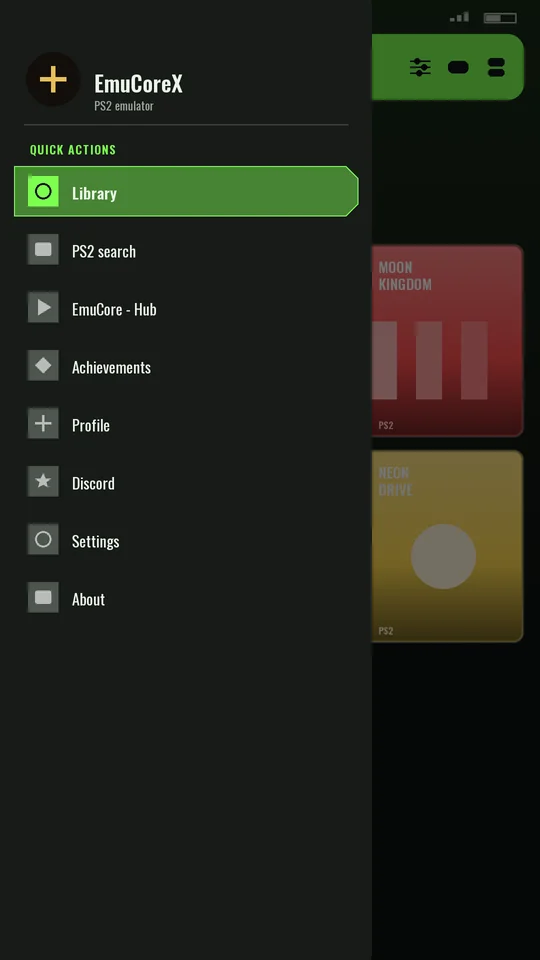 EmuCoreX
PS2 emulator
QUICK ACTIONS
Library
PS2 search
EmuCore - Hub
Achievements
Profile
Discord
Settings
About
MOON
KINGDOM
PS2
NEON
DRIVE
PS2